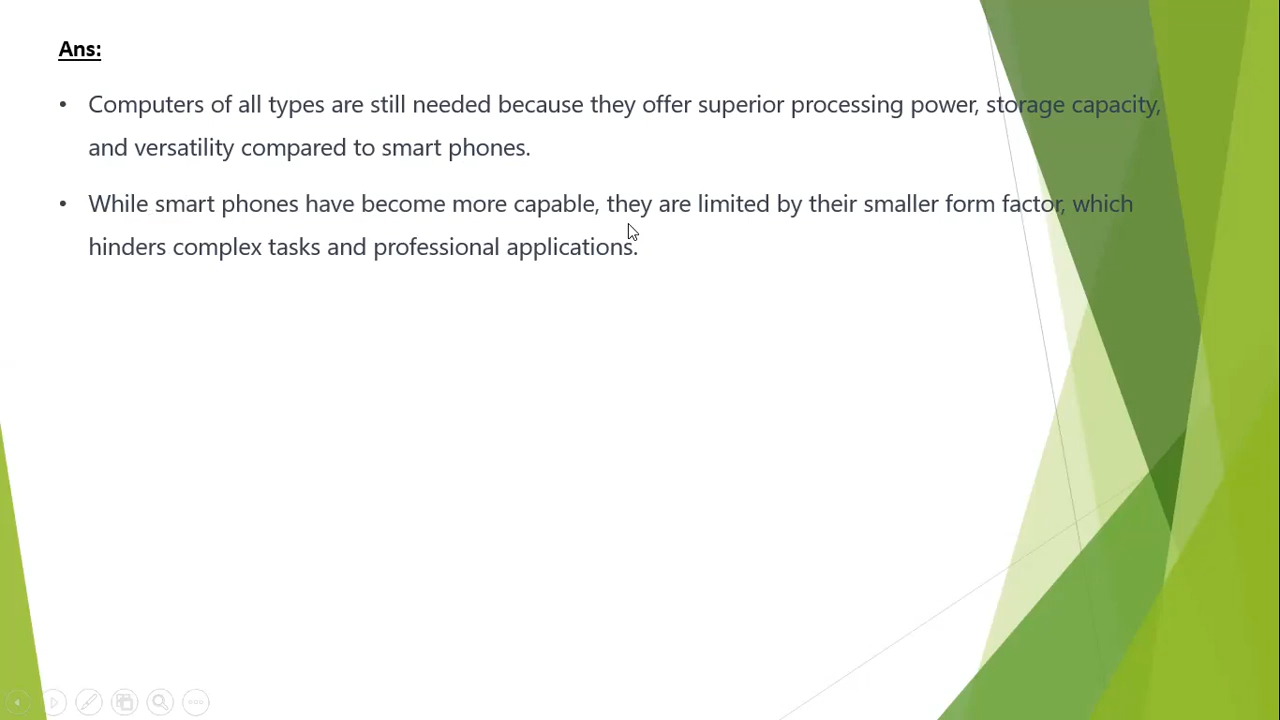 Ans:
• Computers of all types are still needed because they offer superior processing power, storage capacity,
and versatility compared to smart phones.
• While smart phones have become more capable, they are limited by their smaller form factor, which
hinders complex tasks and professional applications.